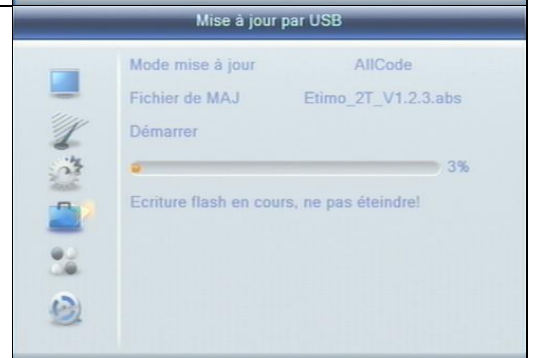 Mise à jour par USB
Mode mise à jour AllCode
Fichier de MAJ Etimo_2T_V1.2.3.abs
Démarrer
3%
Ecriture flash en cours, ne pas éteindre!